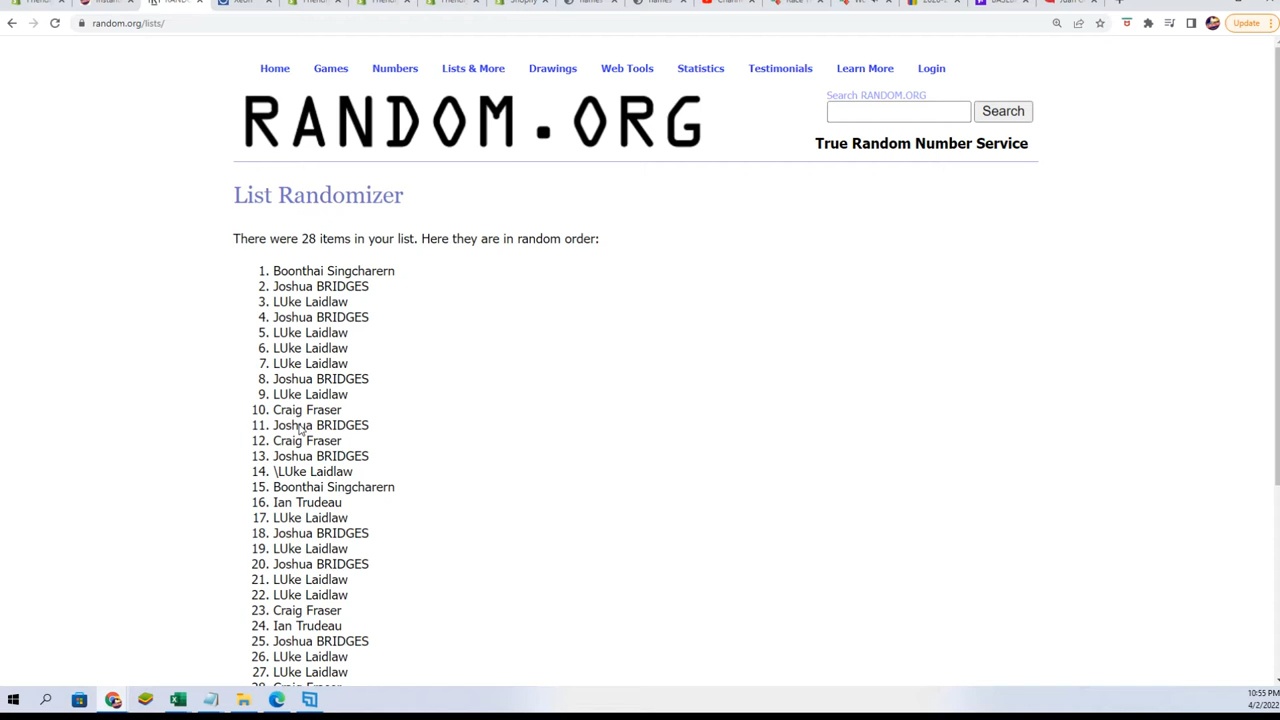 random.org/lists/
Update
Home Games Numbers Lists & More Drawings Web Tools Statistics Testimonials Learn More Login
RANDOM.ORG
Search RANDOM.ORG
Search
True Random Number Service
List Randomizer
There were 28 items in your list. Here they are in random order:
1. Boonthai Singcharern
2. Joshua BRIDGES
3. LUke Laidlaw
4. Joshua BRIDGES
5. LUke Laidlaw
6. LUke Laidlaw
7. LUke Laidlaw
8. Joshua BRIDGES
9. LUke Laidlaw
10. Craig Fraser
11. Joshua BRIDGES
12. Craig Fraser
13. Joshua BRIDGES
14. \LUke Laidlaw
15. Boonthai Singcharern
16. Ian Trudeau
17. LUke Laidlaw
18. Joshua BRIDGES
19. LUke Laidlaw
20. Joshua BRIDGES
21. LUke Laidlaw
22. LUke Laidlaw
23. Craig Fraser
24. Ian Trudeau
25. Joshua BRIDGES
26. LUke Laidlaw
27. LUke Laidlaw
28. Craig Fraser
10:55 PM
4/2/2022